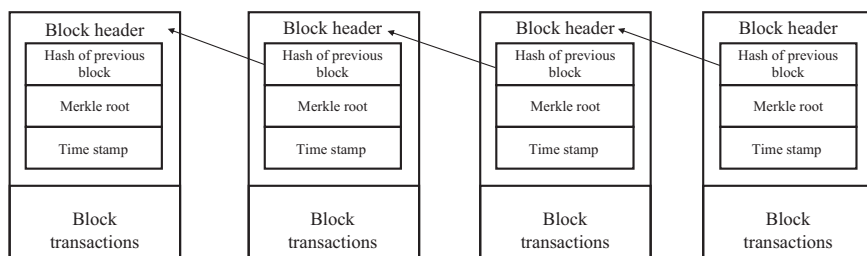 Block header
Hash of previous
block
Merkle root
Time stamp
Block
transactions
Block header
Hash of previous
block
Merkle root
Time stamp
Block
transactions
Block header
Hash of previous
block
Merkle root
Time stamp
Block
transactions
Block header
Hash of previous
block
Merkle root
Time stamp
Block
transactions